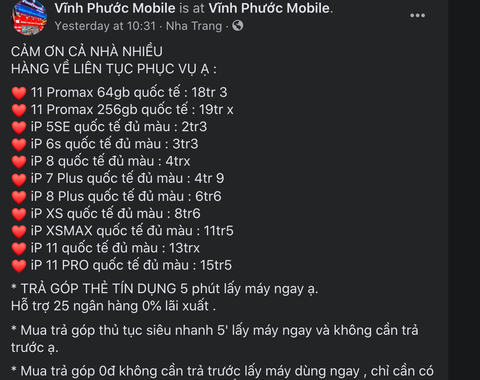 Vĩnh Phước Mobile is at Vĩnh Phước Mobile.
Yesterday at 10:31 · Nha Trang ·
CẢM ƠN CẢ NHÀ NHIỀU
HÀNG VỀ LIÊN TỤC PHỤC VỤ Ạ :
❤️ 11 Promax 64gb quốc tế : 18tr 3
❤️ 11 Promax 256gb quốc tế : 19tr x
❤️ iP 5SE quốc tế đủ màu : 2tr3
❤️ iP 6s quốc tế đủ màu : 3tr3
❤️ iP 8 quốc tế đủ màu : 4trx
❤️ iP 7 Plus quốc tế đủ màu : 4tr 9
❤️ iP 8 Plus quốc tế đủ màu : 6tr6
❤️ iP XS quốc tế đủ màu : 8tr6
❤️ iP XSMAX quốc tế đủ màu : 11tr5
❤️ iP 11 quốc tế đủ màu : 13trx
❤️ iP 11 PRO quốc tế đủ màu : 15tr5
* TRẢ GÓP THẺ TÍN DỤNG 5 phút lấy máy ngay ạ.
Hỗ trợ 25 ngân hàng 0% lãi xuất .
* Mua trả góp thủ tục siêu nhanh 5' lấy máy ngay và không cần trả
trước ạ.
* Mua trả góp 0đ không cần trả trước lấy máy dùng ngay , chỉ cần có